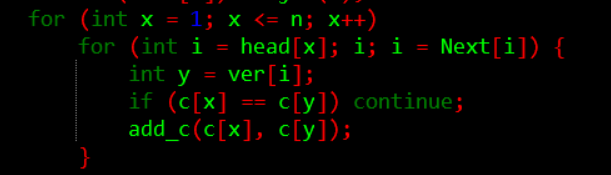 for (int x = 1; x <= n; x++)
for (int i = head[x]; i; i = Next[i]) {
int y = ver[i];
if (c[x] == c[y]) continue;
add_c(c[x], c[y]);
}